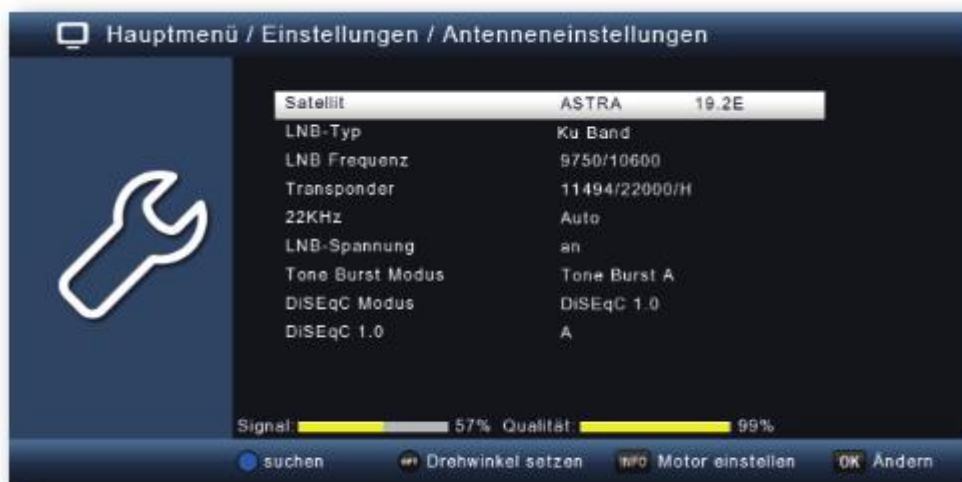 Hauptmenü / Einstellungen / Antenneneinstellungen
Satellit ASTRA 19.2E
LNB-Typ Ku Band
LNB Frequenz 9750/10600
Transponder 11494/22000/H
22KHz Auto
LNB-Spannung an
Tone Burst Modus Tone Burst A
DiSEqC Modus DiSEqC 1.0
DiSEqC 1.0 A
Signal: 57% Qualität: 99%
suchen Drehwinkel setzen INFO Motor einstellen OK Ändern